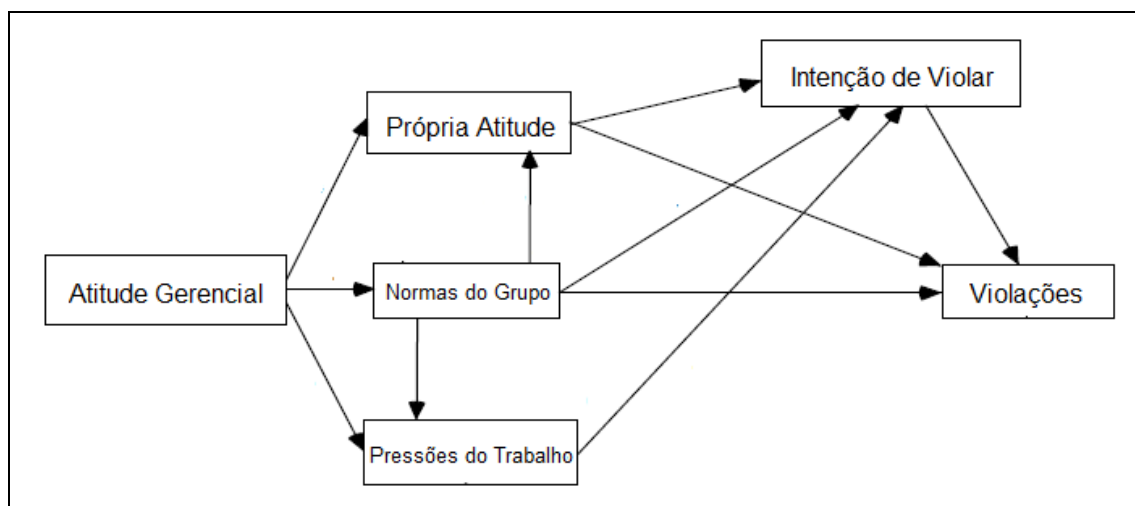 Intenção de Violar
Própria Atitude
Atitude Gerencial
Normas do Grupo
Violações
Pressões do Trabalho